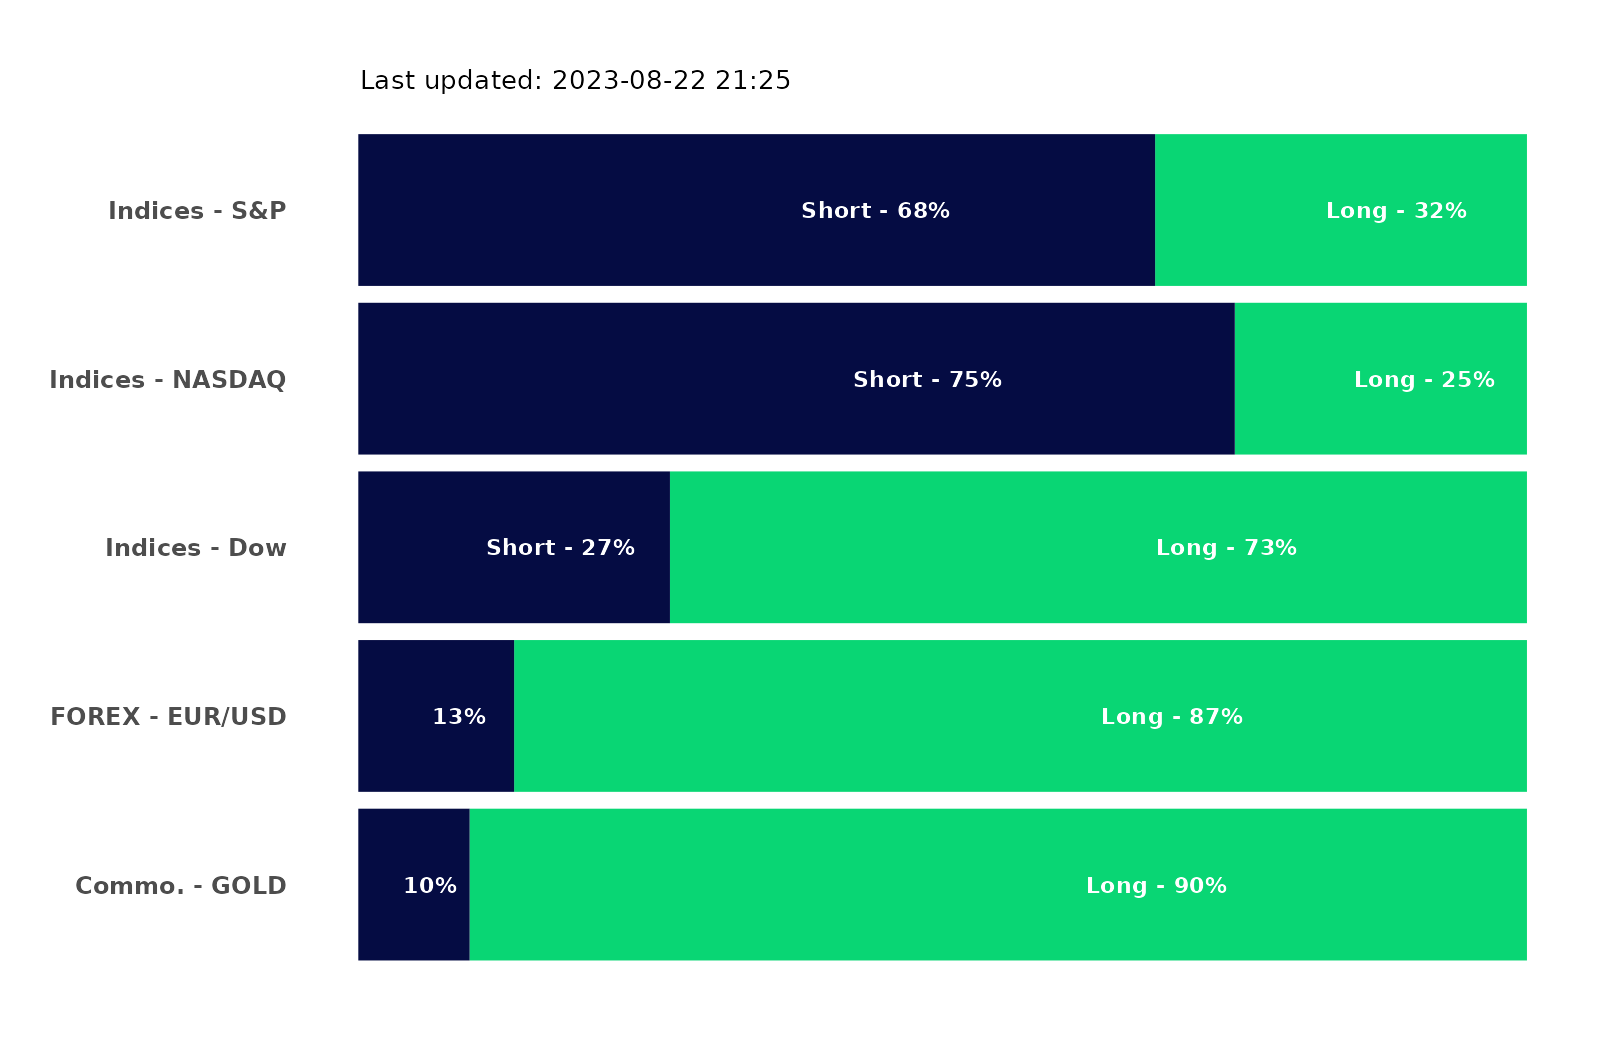 Last updated: 2023-08-22 21:25
Indices - S&P
Short - 68%
Long - 32%
Indices - NASDAQ
Short - 75%
Long - 25%
Indices - Dow
Short - 27%
Long - 73%
FOREX - EUR/USD
13%
Long - 87%
Commo. - GOLD
10%
Long - 90%